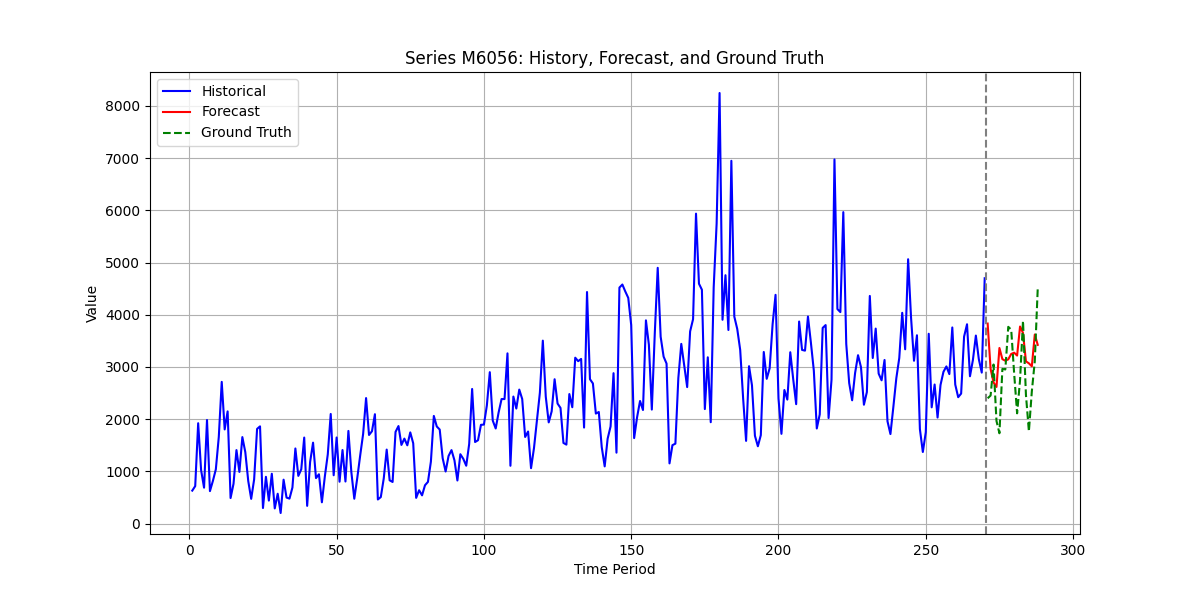 Series M6056: History, Forecast, and Ground Truth
Historical
Forecast
Ground Truth
8000
7000
6000
5000
4000
3000
2000
1000
0
Value
0 50 100 150 200 250 300
Time Period